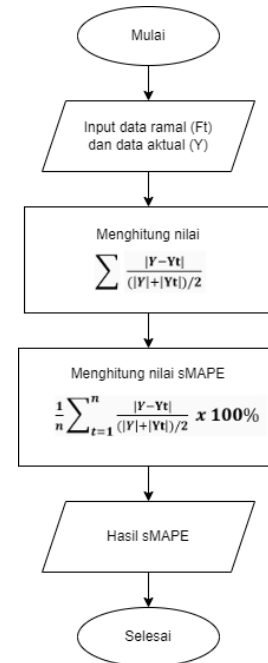 Mulai
Input data ramal (Ft)
dan data aktual (Y)
Menghitung nilai
∑ |Y−Yt| / (|Y|+|Yt|)/2
Menghitung nilai sMAPE
1/n ∑ₜ₌₁ⁿ |Y−Yt| / (|Y|+|Yt|)/2 x 100%
Hasil sMAPE
Selesai